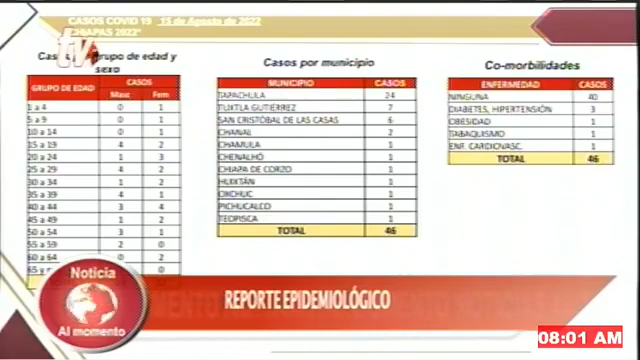 CASOS COVID 19 15 de Agosto de 2022
CHIAPAS 2022"
tv
grupo de edad y
sexo
GRUPO DE EDAD CASOS
Masc Fem
1 a 4 0 1
5 a 9 0 1
10 a 14 0 1
15 a 19 4 2
20 a 24 1 3
25 a 29 4 2
30 a 34 1 2
35 a 39 4 1
40 a 44 3 4
45 a 49 1 2
50 a 54 3 1
55 a 59 2 0
60 a 64 0 2
65 y 0
Casos por municipio
MUNICIPIO CASOS
TAPACHULA 24
TUXTLA GUTIÉRREZ 7
SAN CRISTÓBAL DE LAS CASAS 6
CHANAL 2
CHAMULA 1
CHENALHÓ 1
CHIAPA DE CORZO 1
HUIXTÁN 1
OXCHUC 1
PICHUCALCO 1
TEOPISCA 1
TOTAL 46
Co-morbilidades
ENFERMEDAD CASOS
NINGUNA 40
DIABETES, HIPERTENSIÓN 3
OBESIDAD 1
TABAQUISMO 1
ENF. CARDIOVASC. 1
TOTAL 46
Noticia
Al momento
REPORTE EPIDEMIOLÓGICO
08:01 AM